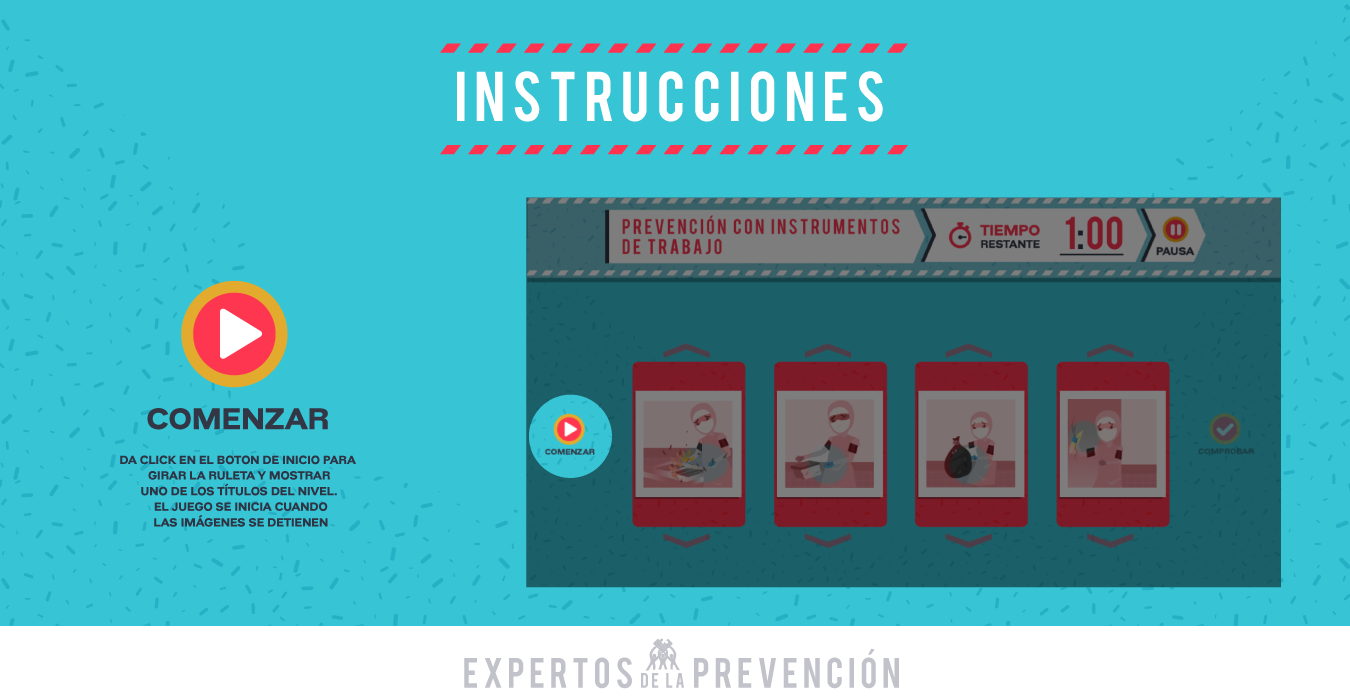 INSTRUCCIONES
PREVENCIÓN CON INSTRUMENTOS
DE TRABAJO
TIEMPO
RESTANTE
1:00
PAUSA
COMENZAR
DA CLICK EN EL BOTON DE INICIO PARA
GIRAR LA RULETA Y MOSTRAR
UNO DE LOS TÍTULOS DEL NIVEL.
EL JUEGO SE INICIA CUANDO
LAS IMÁGENES SE DETIENEN
COMENZAR
COMPROBAR
EXPERTOS DE LA PREVENCIÓN